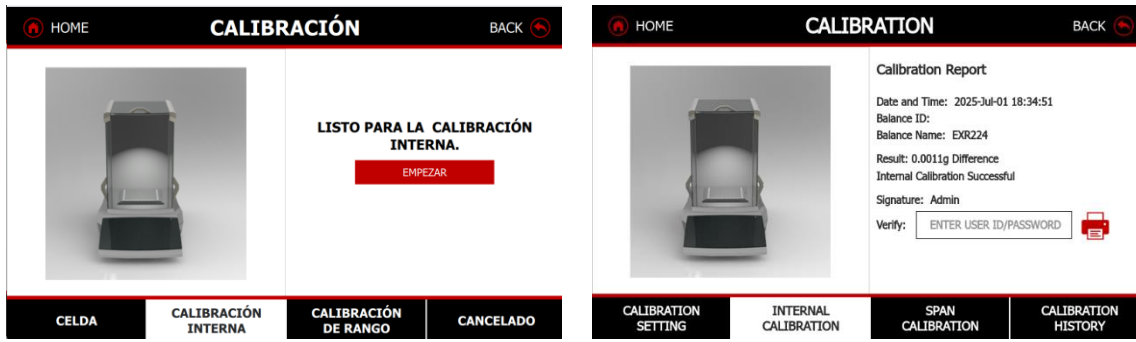 HOME CALIBRACIÓN BACK
LISTO PARA LA CALIBRACIÓN
INTERNA.
EMPEZAR
CELDA
CALIBRACIÓN
INTERNA
CALIBRACIÓN
DE RANGO
CANCELADO
HOME CALIBRATION BACK
Calibration Report
Date and Time: 2025-Jul-01 18:34:51
Balance ID:
Balance Name: EXR224
Result: 0.0011g Difference
Internal Calibration Successful
Signature: Admin
Verify: ENTER USER ID/PASSWORD
CALIBRATION
SETTING
INTERNAL
CALIBRATION
SPAN
CALIBRATION
CALIBRATION
HISTORY